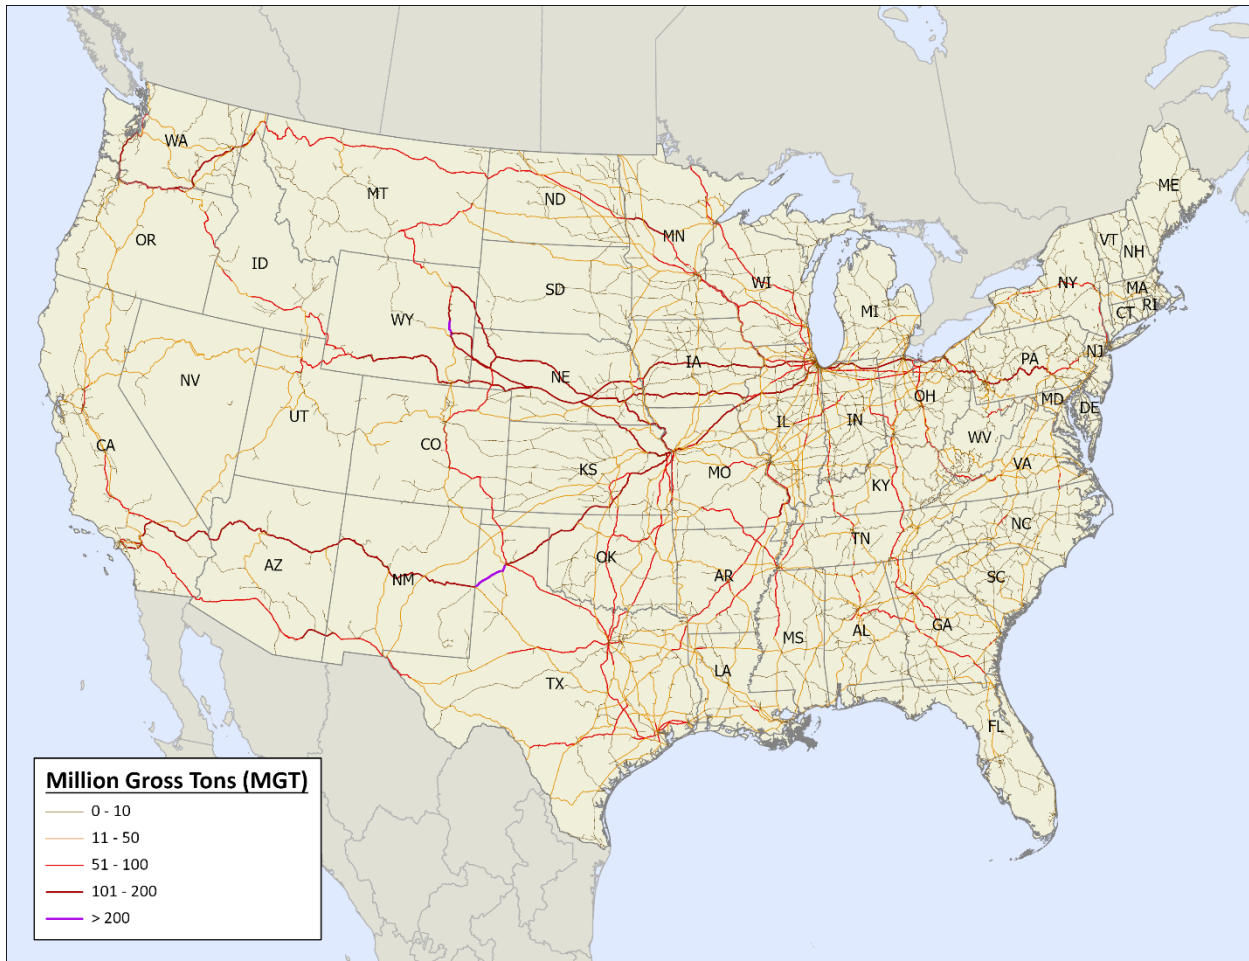 WA
MT
ND
MN
ME
VT
NH
OR
ID
SD
WI
NY
MA
CT
RI
MI
WY
NE
IA
PA
NJ
NV
UT
CO
KS
MO
IL
IN
OH
MD
DE
WV
VA
KY
CA
AZ
NM
OK
AR
TN
NC
SC
TX
LA
MS
AL
GA
FL
Million Gross Tons (MGT)
0 - 10
11 - 50
51 - 100
101 - 200
> 200